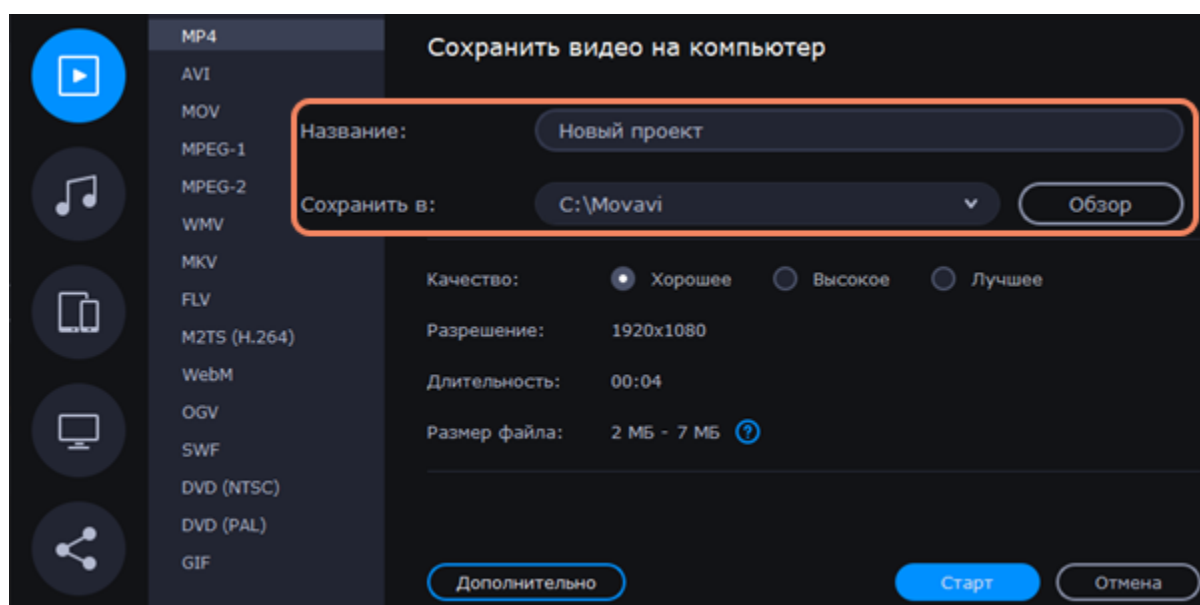 MP4
AVI
MOV
MPEG-1
MPEG-2
WMV
MKV
FLV
M2TS (H.264)
WebM
OGV
SWF
DVD (NTSC)
DVD (PAL)
GIF
Сохранить видео на компьютер
Название: Новый проект
Сохранить в: C:\Movavi Обзор
Качество: Хорошее Высокое Лучшее
Разрешение: 1920x1080
Длительность: 00:04
Размер файла: 2 МБ - 7 МБ ?
Дополнительно Старт Отмена